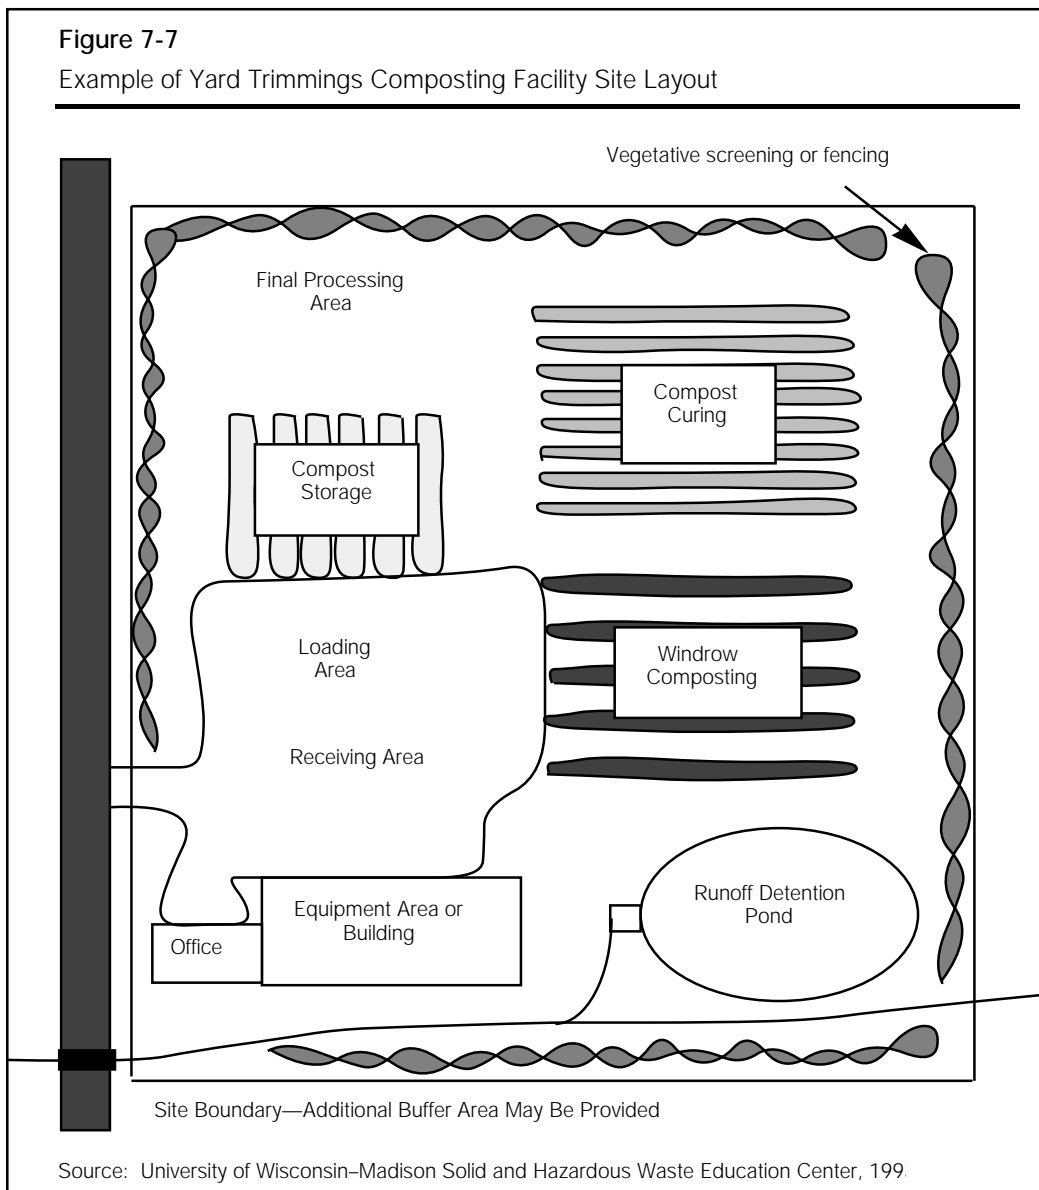 Figure 7-7
Example of Yard Trimmings Composting Facility Site Layout
Vegetative screening or fencing
Final Processing
Area
Compost
Curing
Compost
Storage
Loading
Area
Windrow
Composting
Receiving Area
Runoff Detention
Pond
Equipment Area or
Building
Office
Site Boundary—Additional Buffer Area May Be Provided
Source: University of Wisconsin–Madison Solid and Hazardous Waste Education Center, 199